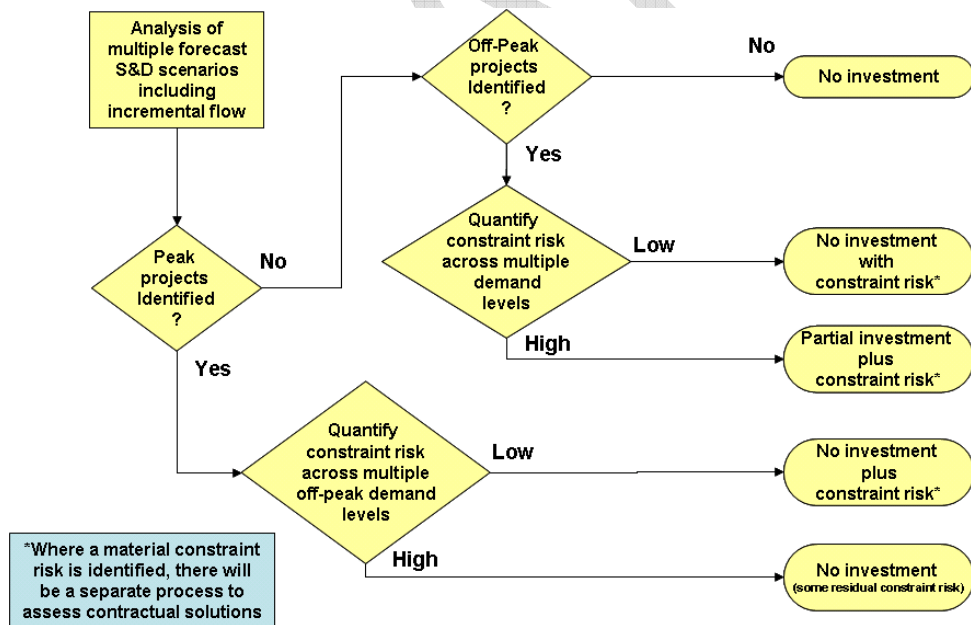 Analysis of
multiple forecast
S&D scenarios
including
incremental flow
Off-Peak
projects
Identified
?
No
No investment
Yes
Peak
projects
Identified
?
No
Quantify
constraint risk
across multiple
demand
levels
Low
No investment
with
constraint risk*
High
Partial investment
plus
constraint risk*
Yes
Quantify
constraint risk
across multiple
off-peak demand
levels
Low
No investment
plus
constraint risk*
High
No investment
(some residual constraint risk)
*Where a material constraint
risk is identified, there will
be a separate process to
assess contractual solutions